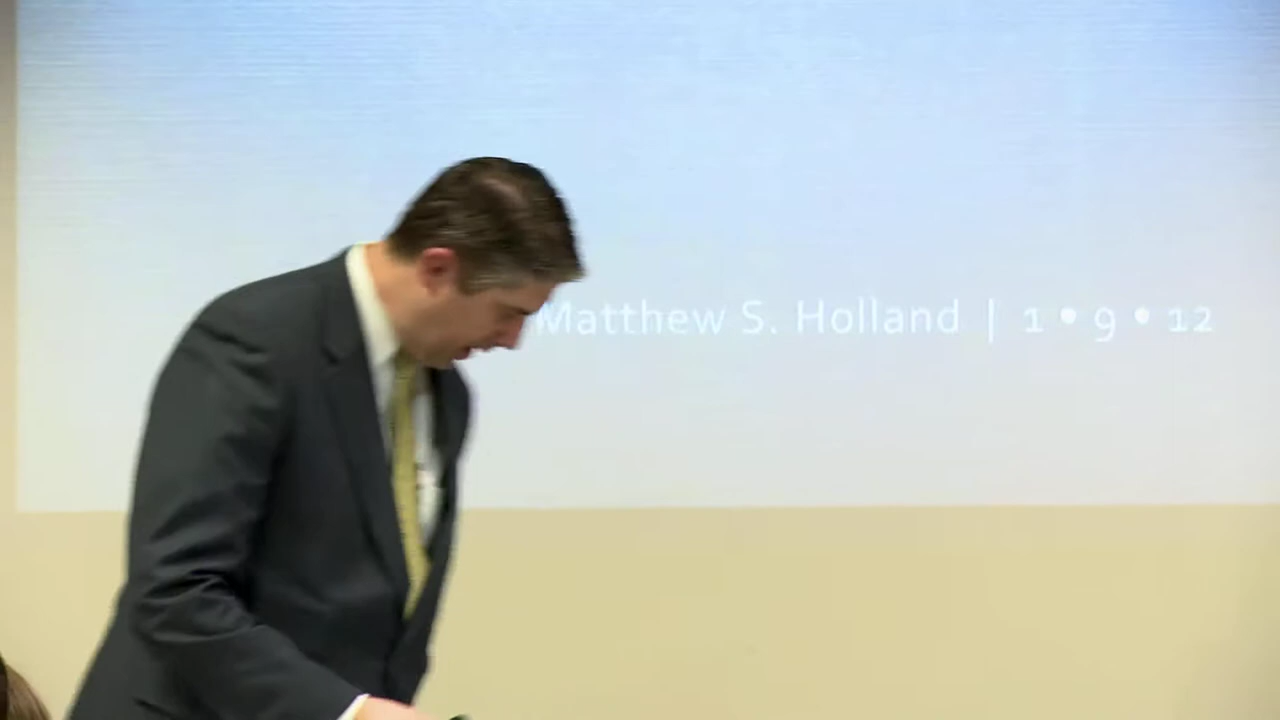 Matthew S. Holland | 1 • 9 • 12